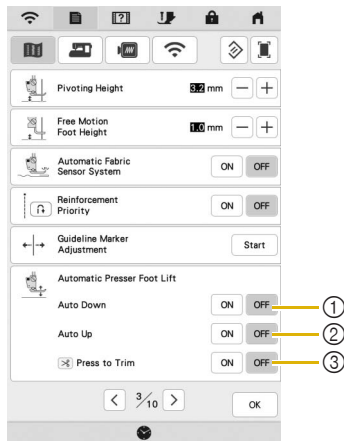 Pivoting Height 3.2 mm − +
Free Motion
Foot Height 1.0 mm − +
Automatic Fabric
Sensor System ON OFF
Reinforcement
Priority ON OFF
Guideline Marker
Adjustment Start
Automatic Presser Foot Lift
Auto Down ON OFF ①
Auto Up ON OFF ②
Press to Trim ON OFF ③
< 3/10 > OK